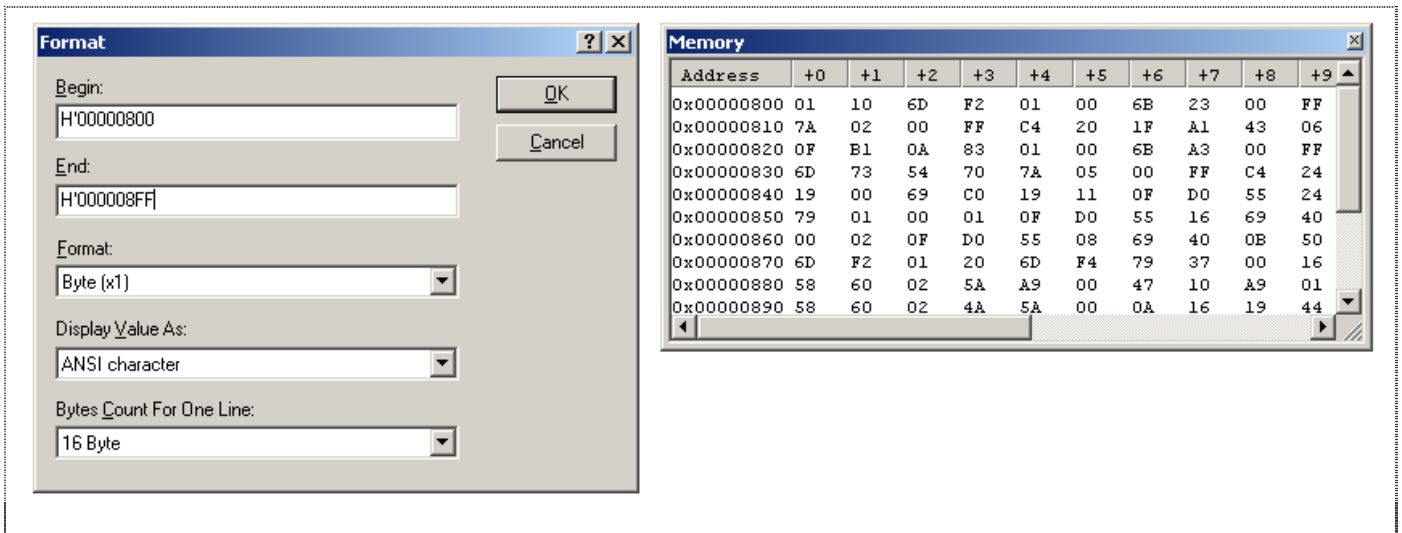 Format
Begin:
H'00000800
End:
H'000008FF
Format:
Byte (x1)
Display Value As:
ANSI character
Bytes Count For One Line:
16 Byte
OK
Cancel
Memory
Address +0 +1 +2 +3 +4 +5 +6 +7 +8 +9
0x00000800 01 10 6D F2 01 00 6B 23 00 FF
0x00000810 7A 02 00 FF C4 20 1F A1 43 06
0x00000820 0F B1 0A 83 01 00 6B A3 00 FF
0x00000830 6D 73 54 70 7A 05 00 FF C4 24
0x00000840 19 00 69 C0 19 11 0F D0 55 24
0x00000850 79 01 00 01 0F D0 55 16 69 40
0x00000860 00 02 0F D0 55 08 69 40 0B 50
0x00000870 6D F2 01 20 6D F4 79 37 00 16
0x00000880 58 60 02 5A A9 00 47 10 A9 01
0x00000890 58 60 02 4A 5A 00 0A 16 19 44